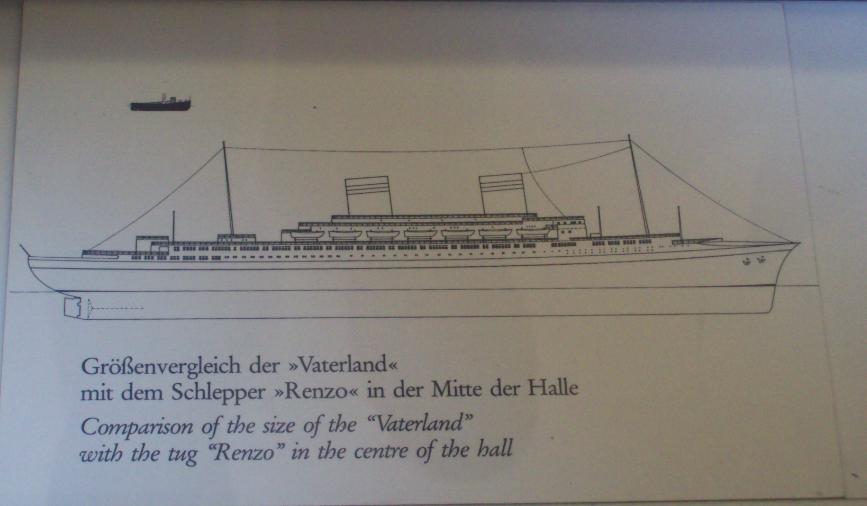 Größenvergleich der »Vaterland«
mit dem Schlepper »Renzo« in der Mitte der Halle
Comparison of the size of the “Vaterland”
with the tug “Renzo” in the centre of the hall